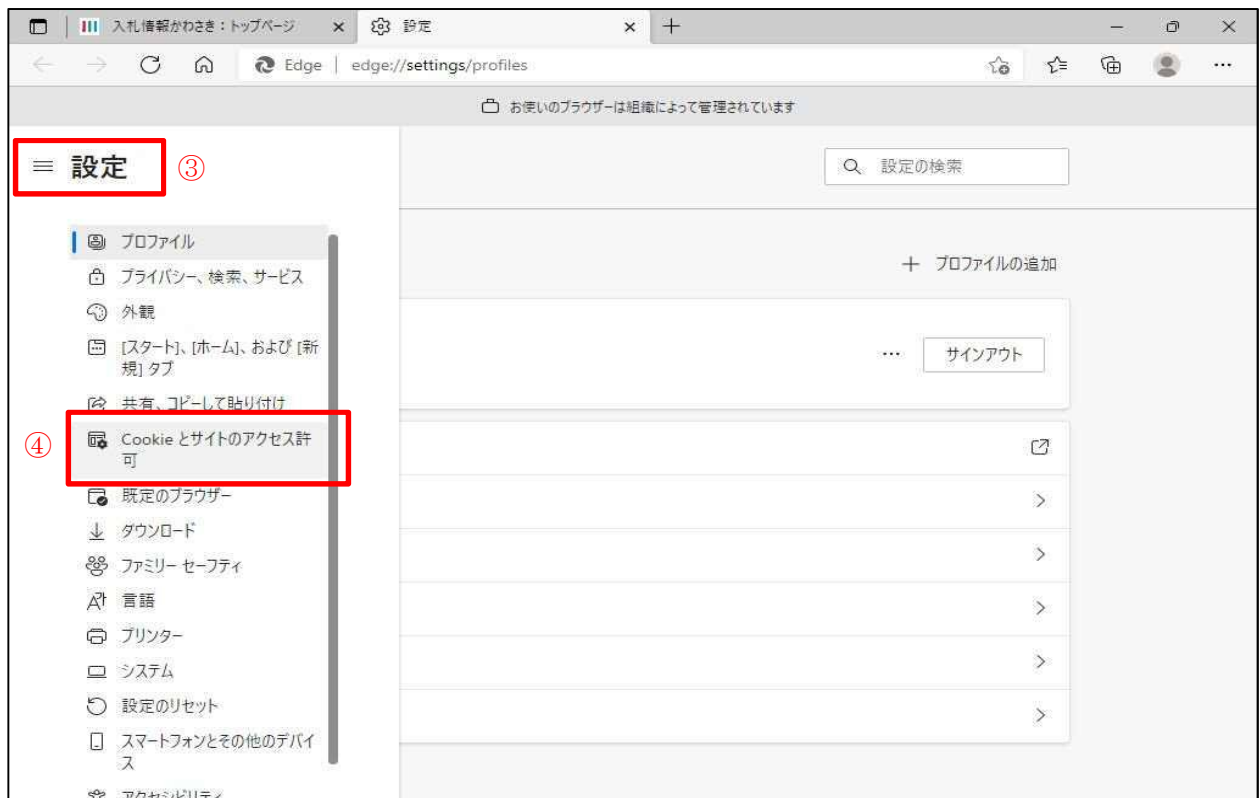 入札情報かわさき：トップページ
設定
Edge
edge://settings/profiles
お使いのブラウザーは組織によって管理されています
設定
③
設定の検索
プロファイル
プライバシー、検索、サービス
外観
[スタート]、[ホーム]、および [新
規] タブ
共有、コピーして貼り付け
④
Cookie とサイトのアクセス許
可
既定のブラウザー
ダウンロード
ファミリー セーフティ
言語
プリンター
システム
設定のリセット
スマートフォンとその他のデバイ
ス
アクセシビリティ
プロファイルの追加
サインアウト